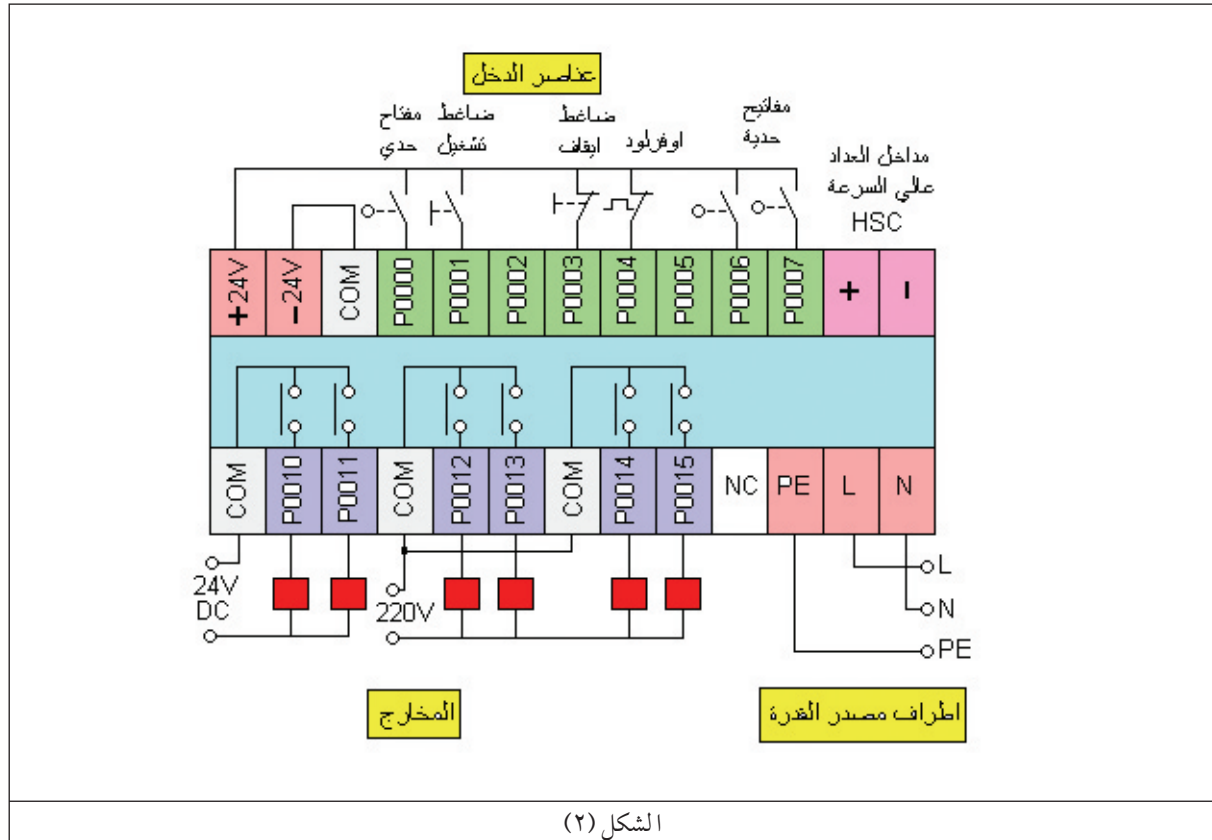 عناصر الدخل
مفتاح
حدي
ضاغط
تشغيل
ضاغط
ايقاف
اوفرلود
مفاتيح
حدية
مداخل العداد
عالي السرعة
HSC
+24V
−24V
COM
P0000
P0001
P0002
P0003
P0004
P0005
P0006
P0007
+
−
COM
P0010
P0011
COM
P0012
P0013
COM
P0014
P0015
NC
PE
L
N
24V
DC
220V
L
N
PE
المخارج
اطراف مصدر القدرة
الشكل (٢)